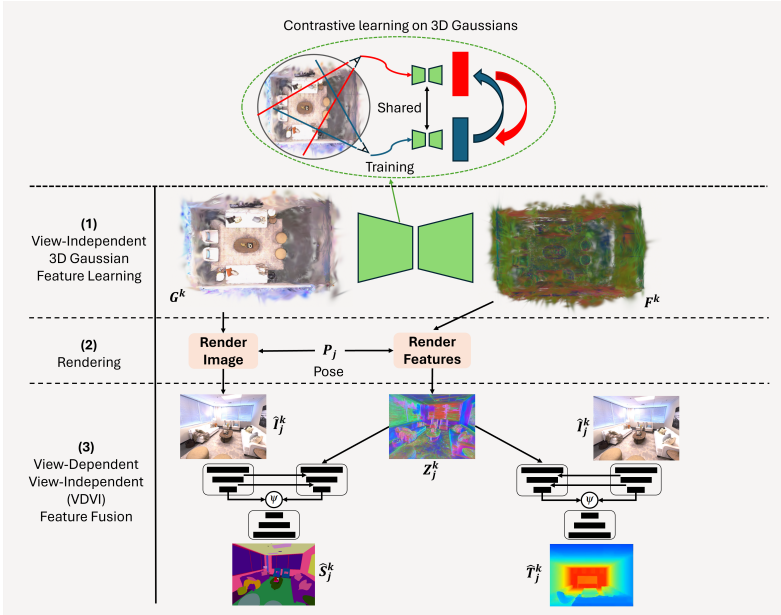 Contrastive learning on 3D Gaussians
Shared
Training
(1)
View-Independent
3D Gaussian
Feature Learning
G^k
F^k
(2)
Rendering
Render
Image
P_j
Pose
Render
Features
(3)
View-Dependent
View-Independent
(VDVI)
Feature Fusion
Î_j^k
Z_j^k
Î_j^k
ψ
ψ
Ŝ_j^k
T̂_j^k